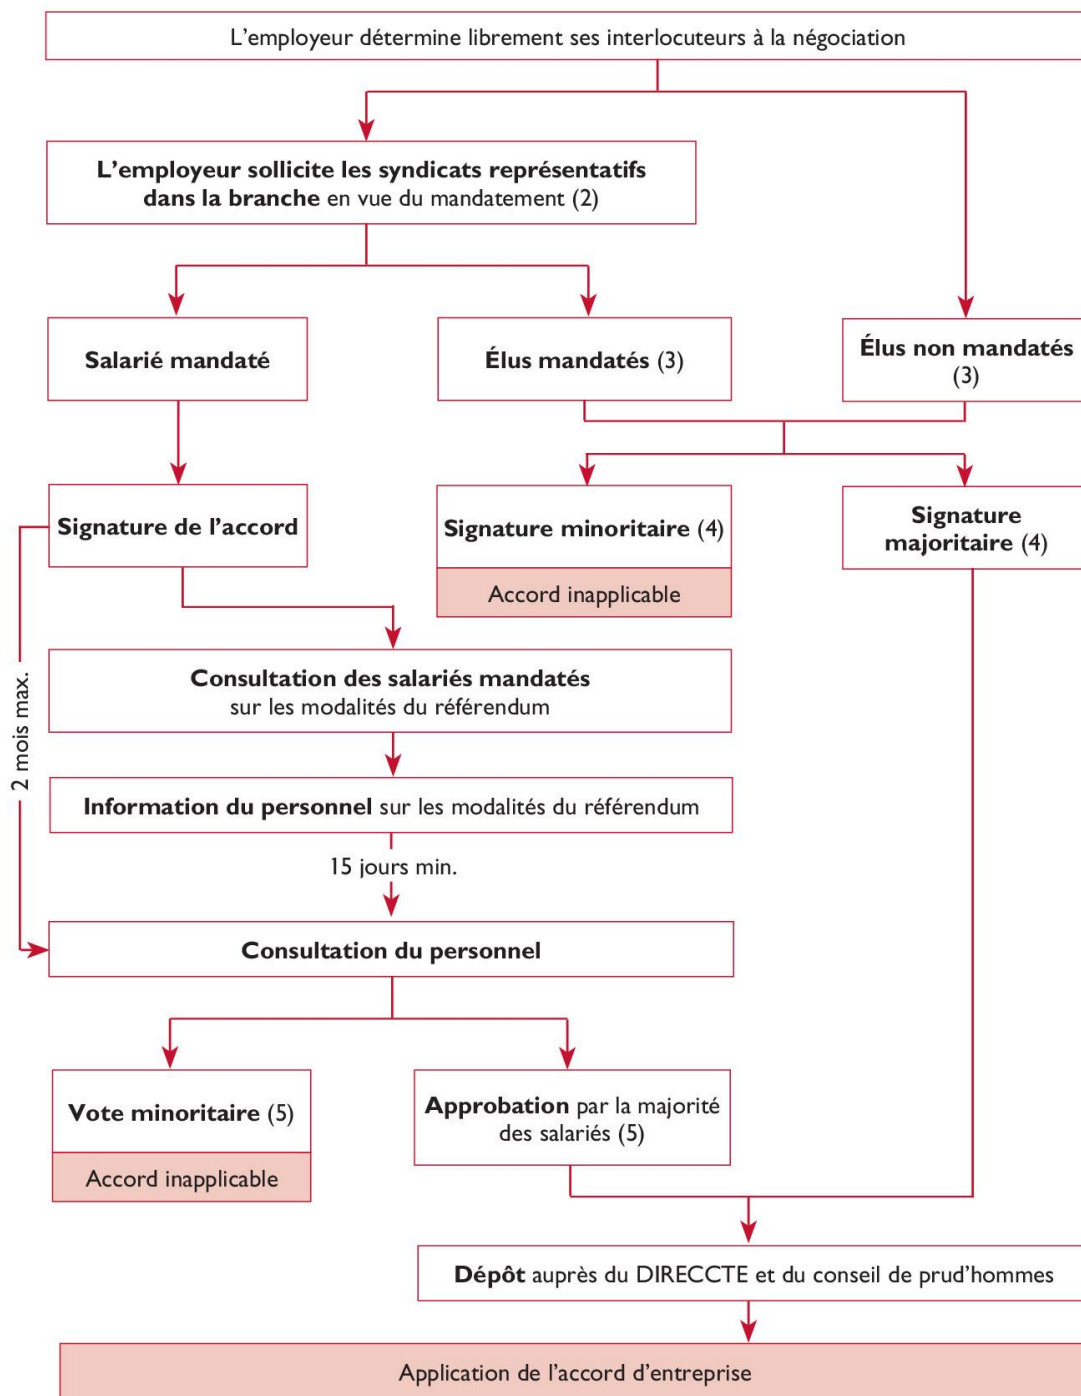 L'employeur détermine librement ses interlocuteurs à la négociation
L'employeur sollicite les syndicats représentatifs
dans la branche en vue du mandatement (2)
Salarié mandaté
Élus mandatés (3)
Élus non mandatés
(3)
Signature de l'accord
Signature minoritaire (4)
Accord inapplicable
Signature
majoritaire (4)
2 mois max.
Consultation des salariés mandatés
sur les modalités du référendum
Information du personnel sur les modalités du référendum
15 jours min.
Consultation du personnel
Vote minoritaire (5)
Accord inapplicable
Approbation par la majorité
des salariés (5)
Dépôt auprès du DIRECCTE et du conseil de prud'hommes
Application de l'accord d'entreprise